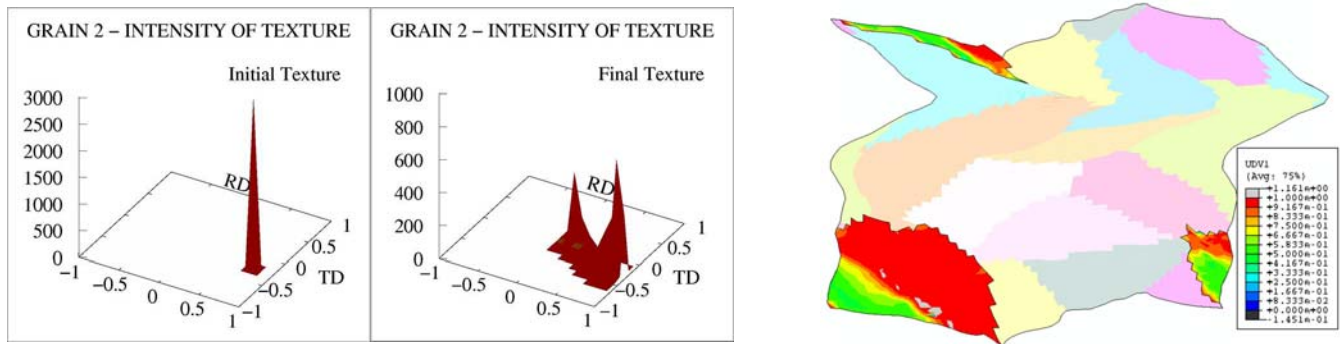 GRAIN 2 − INTENSITY OF TEXTURE
Initial Texture
3000
2500
2000
1500
1000
500
0
RD
−1
−0.5
0
0.5
1
TD
−1
−0.5
0
0.5
1
GRAIN 2 − INTENSITY OF TEXTURE
Final Texture
1000
800
600
400
200
0
RD
−1
−0.5
0
0.5
1
TD
−1
−0.5
0
0.5
1
UDV1
(Avg: 75%)
+1.161e+00
+1.000e+00
+9.167e-01
+8.333e-01
+7.500e-01
+6.667e-01
+5.833e-01
+5.000e-01
+4.167e-01
+3.333e-01
+2.500e-01
+1.667e-01
+8.333e-02
+0.000e+00
-1.451e-01